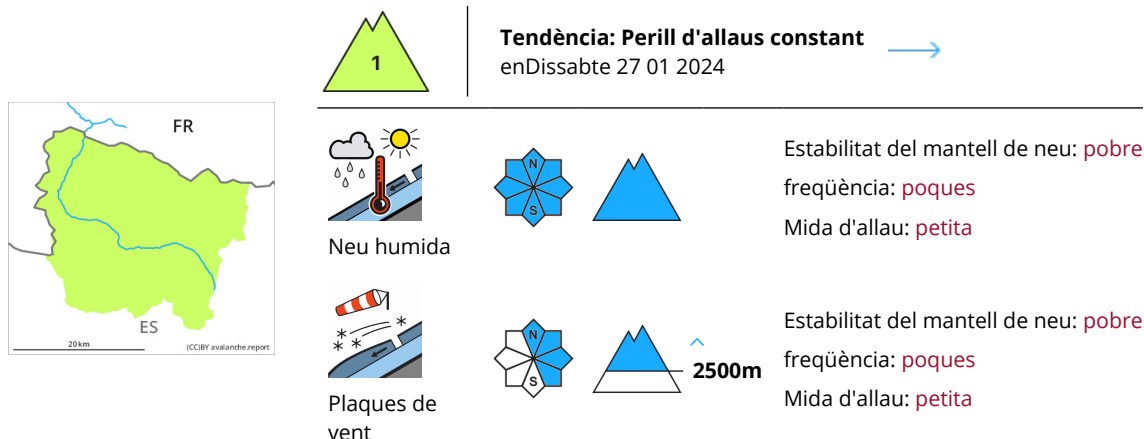 1
Tendència: Perill d'allaus constant
enDissabte 27 01 2024
FR
ES
20 km
(CC)BY avalanche.report
N
S
Neu humida
Estabilitat del mantell de neu: pobre
freqüència: poques
Mida d'allau: petita
N
S
2500m
Plaques de
vent
Estabilitat del mantell de neu: pobre
freqüència: poques
Mida d'allau: petita